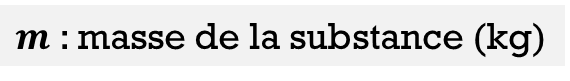 m : masse de la substance (kg)